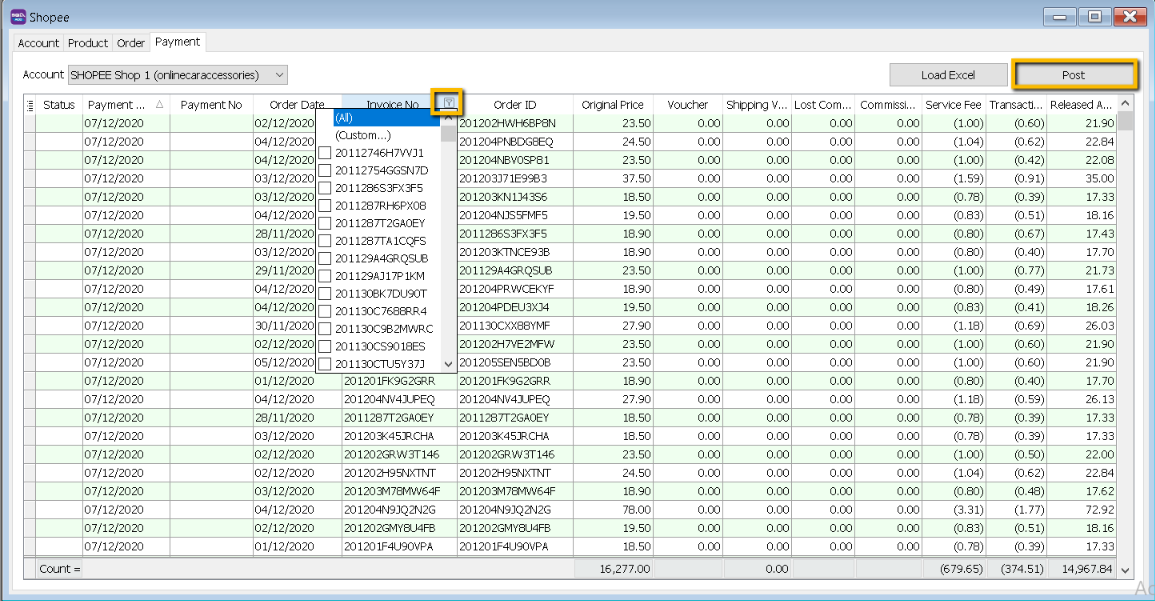 Shopee
Account Product Order Payment
Account SHOPEE Shop 1 (onlinecaraccessories) Load Excel Post
Status Payment ... Payment No Order Date Invoice No Order ID Original Price Voucher Shipping V... Lost Com... Commissi... Service Fee Transacti... Released A...
07/12/2020 02/12/2020 (All) 201202HWH6BP8N 23.50 0.00 0.00 0.00 0.00 (1.00) (0.60) 21.90
07/12/2020 04/12/2020 (Custom...) 201204PNBDG8EQ 24.50 0.00 0.00 0.00 0.00 (1.04) (0.62) 22.84
07/12/2020 04/12/2020 20112746H7VVJ1 201204NBV0SP81 23.50 0.00 0.00 0.00 0.00 (1.00) (0.42) 22.08
07/12/2020 03/12/2020 20112754GGSN7D 201203J71E99B3 37.50 0.00 0.00 0.00 0.00 (1.59) (0.91) 35.00
07/12/2020 03/12/2020 2011286S3FX3F5 201203KN1J43S6 18.50 0.00 0.00 0.00 0.00 (0.78) (0.39) 17.33
07/12/2020 04/12/2020 2011287RH6PX08 201204NJS5FMF5 19.50 0.00 0.00 0.00 0.00 (0.83) (0.51) 18.16
07/12/2020 28/11/2020 2011287T2GA0EY 2011286S3FX3F5 18.90 0.00 0.00 0.00 0.00 (0.80) (0.67) 17.43
07/12/2020 03/12/2020 2011287TA1CQFS 201203KTNCE93B 18.90 0.00 0.00 0.00 0.00 (0.80) (0.40) 17.70
07/12/2020 29/11/2020 201129A4GRQSUB 201129A4GRQSUB 23.50 0.00 0.00 0.00 0.00 (1.00) (0.77) 21.73
07/12/2020 04/12/2020 201129AJ17P1KM 201204PRWCEKYF 18.90 0.00 0.00 0.00 0.00 (0.80) (0.49) 17.61
07/12/2020 04/12/2020 201130BK7DU90T 201204PDEU3XJ4 19.50 0.00 0.00 0.00 0.00 (0.83) (0.41) 18.26
07/12/2020 30/11/2020 201130C7688RR4 201130CXX88YMF 27.90 0.00 0.00 0.00 0.00 (1.18) (0.69) 26.03
07/12/2020 02/12/2020 201130C9B2MWRC 201202H7VE2MFW 23.50 0.00 0.00 0.00 0.00 (1.00) (0.60) 21.90
07/12/2020 05/12/2020 201130CS9018ES 201205SEN5BD0B 23.50 0.00 0.00 0.00 0.00 (1.00) (0.60) 21.90
201130CTU5Y37J
07/12/2020 01/12/2020 201201FK9G2GRR 201201FK9G2GRR 18.90 0.00 0.00 0.00 0.00 (0.80) (0.40) 17.70
07/12/2020 04/12/2020 201204NV4JUPEQ 201204NV4JUPEQ 27.90 0.00 0.00 0.00 0.00 (1.18) (0.59) 26.13
07/12/2020 28/11/2020 2011287T2GA0EY 2011287T2GA0EY 18.50 0.00 0.00 0.00 0.00 (0.78) (0.39) 17.33
07/12/2020 03/12/2020 201203K45JRCHA 201203K45JRCHA 18.50 0.00 0.00 0.00 0.00 (0.78) (0.39) 17.33
07/12/2020 02/12/2020 201202GRW3T146 201202GRW3T146 23.50 0.00 0.00 0.00 0.00 (1.00) (0.50) 22.00
07/12/2020 02/12/2020 201202H95NXTNT 201202H95NXTNT 24.50 0.00 0.00 0.00 0.00 (1.04) (0.62) 22.84
07/12/2020 03/12/2020 201203M78MW64F 201203M78MW64F 18.90 0.00 0.00 0.00 0.00 (0.80) (0.48) 17.62
07/12/2020 04/12/2020 201204N9JQ2N2G 201204N9JQ2N2G 78.00 0.00 0.00 0.00 0.00 (3.31) (1.77) 72.92
07/12/2020 02/12/2020 201202GMY8U4FB 201202GMY8U4FB 19.50 0.00 0.00 0.00 0.00 (0.83) (0.51) 18.16
07/12/2020 01/12/2020 201201F4U90VPA 201201F4U90VPA 18.50 0.00 0.00 0.00 0.00 (0.78) (0.39) 17.33
Count = 16,277.00 0.00 (679.65) (374.51) 14,967.84